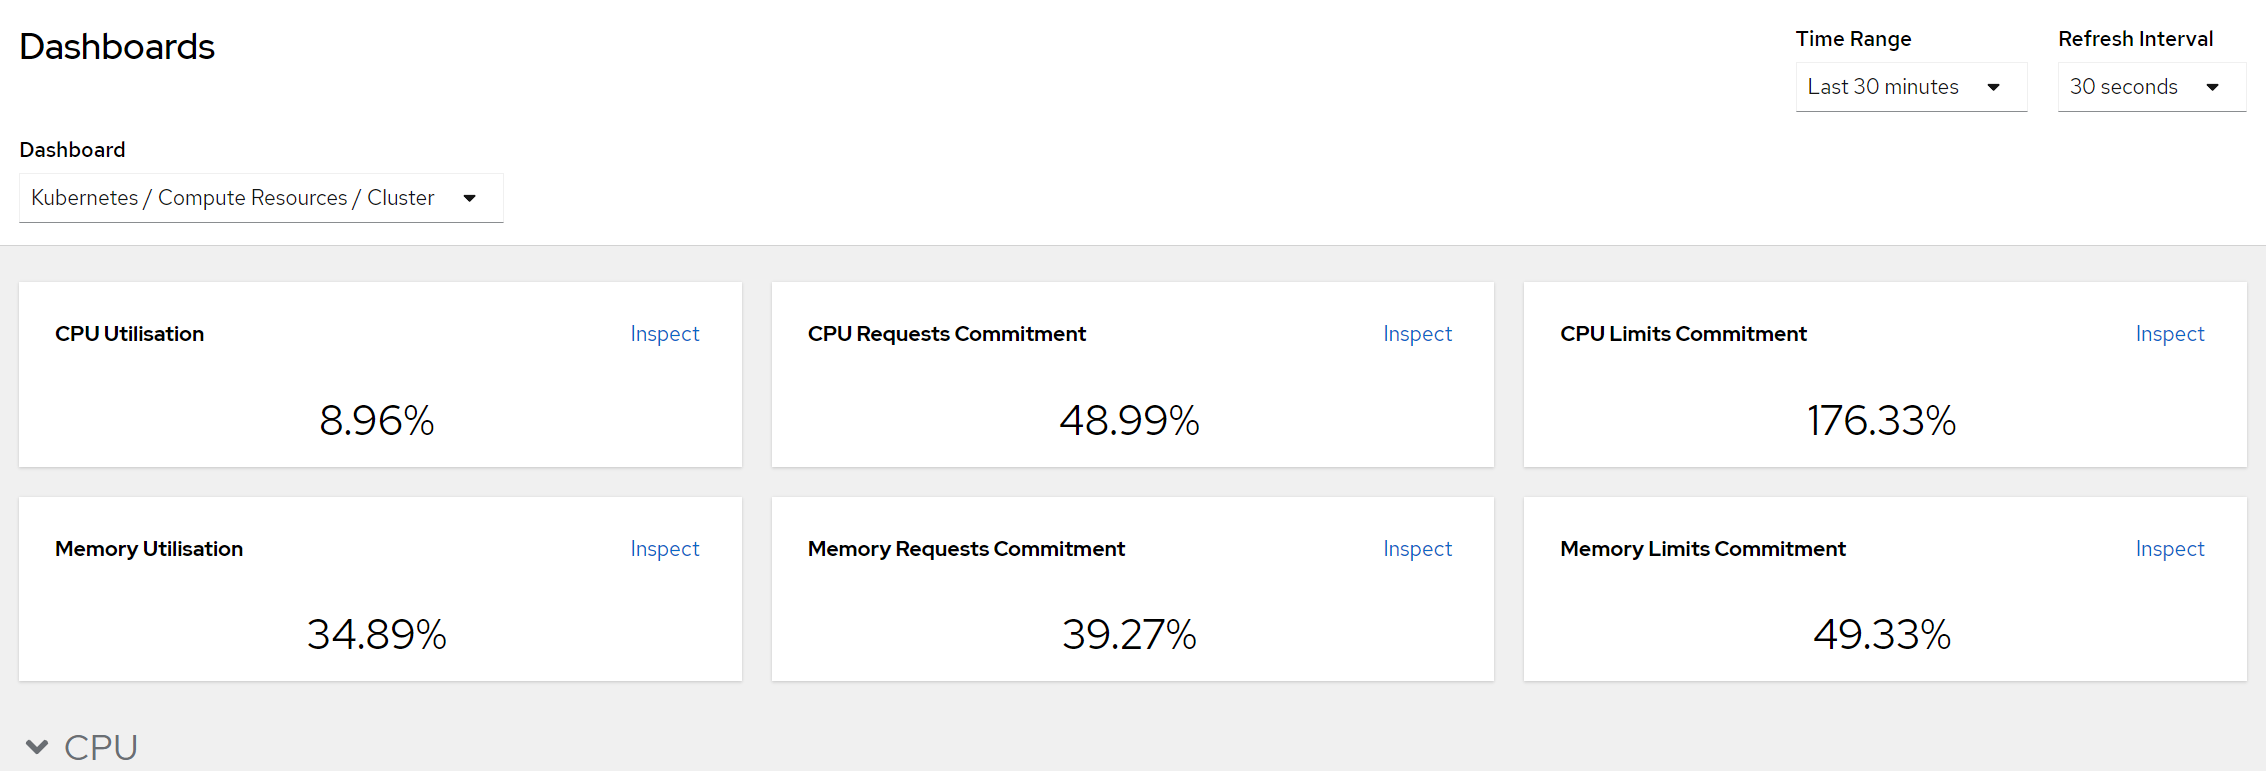 Dashboards
Time Range
Refresh Interval
Last 30 minutes
30 seconds
Dashboard
Kubernetes / Compute Resources / Cluster
CPU Utilisation
Inspect
CPU Requests Commitment
Inspect
CPU Limits Commitment
Inspect
8.96%
48.99%
176.33%
Memory Utilisation
Inspect
Memory Requests Commitment
Inspect
Memory Limits Commitment
Inspect
34.89%
39.27%
49.33%
CPU